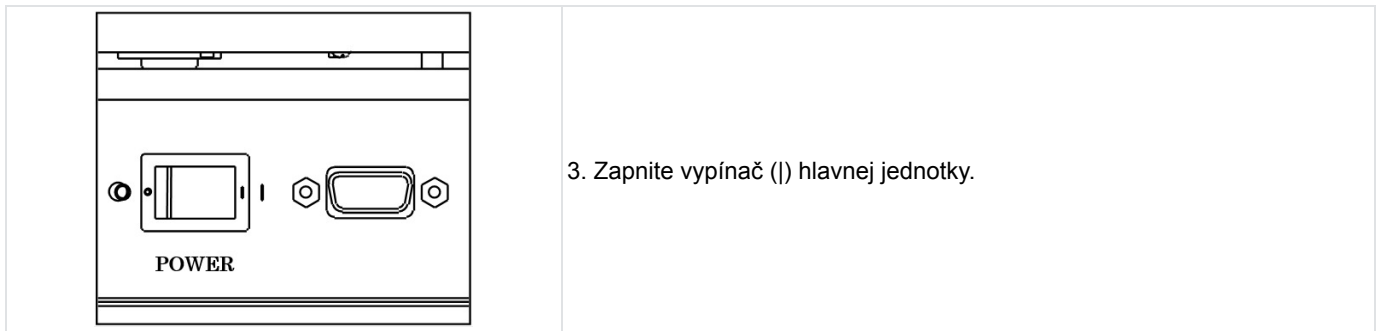 3. Zapnite vypínač (|) hlavnej jednotky.
POWER